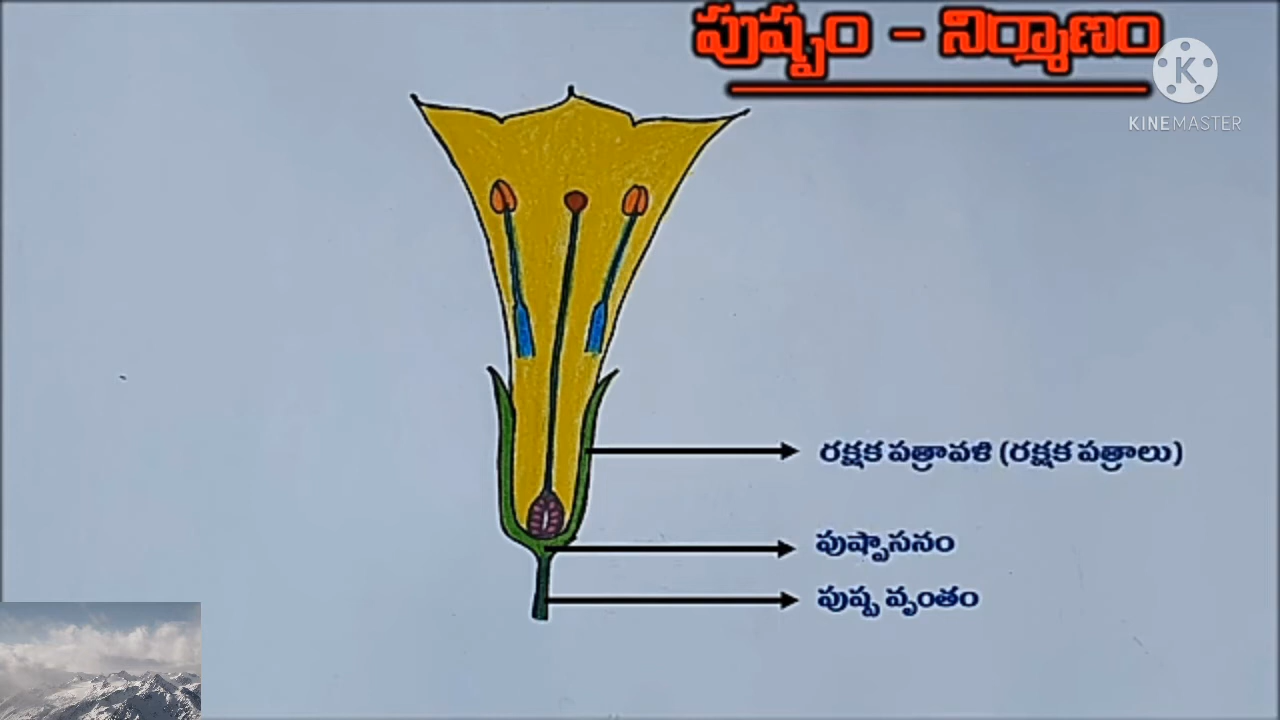 పుష్పం - నిర్మాణం
K
KINEMASTER
రక్షక పత్రావళి (రక్షక పత్రాలు)
పుష్పాసనం
పుష్ప వృంతం